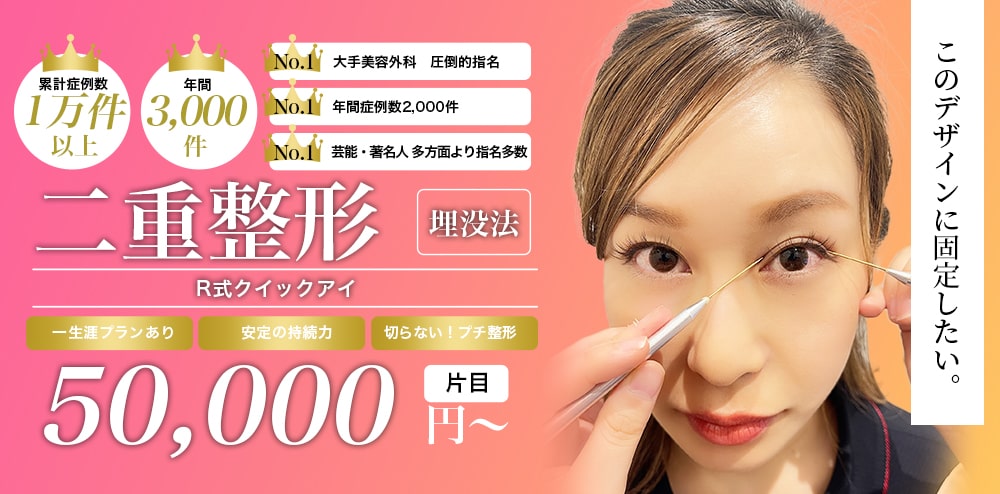 累計症例数
1万件
以上
年間
3,000
件
No.1 大手美容外科 圧倒的指名
No.1 年間症例数2,000件
No.1 芸能・著名人 多方面より指名多数
二重整形
埋没法
R式クイックアイ
一生涯プランあり
安定の持続力
切らない！プチ整形
50,000
片目
円〜
このデザインに固定したい。